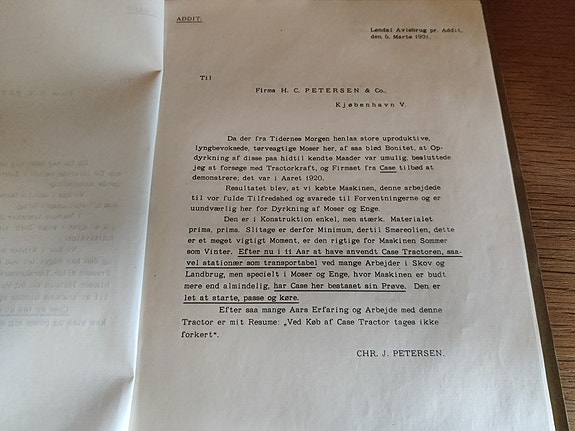 ADDIT.
Løndal Avlsbrug pr. Addit,
den 5. Marts 1931.
Til
Firma H. C. PETERSEN & Co.,
Kjøbenhavn V.
Da der fra Tidernes Morgen henlaa store uproduktive,
lyngbevoksede, tørveagtige Moser her, af saa blød Bonitet, at Op-
dyrkning af disse paa hidtil kendte Maader var umulig, besluttede
jeg at forsøge med Tractorkraft, og Firmaet fra Case tilbød at
demonstrere; det var i Aaret 1920.
Resultatet blev, at vi købte Maskinen, denne arbejdede
til vor fulde Tilfredshed og svarede til Forventningerne og er
uundværlig her for Dyrkning af Moser og Enge.
Den er i Konstruktion enkel, men stærk. Materialet
prima, prima. Slitage er derfor Minimum, dertil Smøreolien, dette
er et meget vigtigt Moment, er den rigtige for Maskinen Sommer
som Vinter. Efter nu i 11 Aar at have anvendt Case Tractoren, saa-
vel stationær som transportabel ved mange Arbejder i Skov og
Landbrug, men specielt i Moser og Enge, hvor Maskinen er budt
mere end almindelig, har Case her bestaaet sin Prøve. Den er
let at starte, passe og køre.
Efter saa mange Aars Erfaring og Arbejde med denne
Tractor er mit Resume: „Ved Køb af Case Tractor tages ikke
forkert“.
CHR. J. PETERSEN.